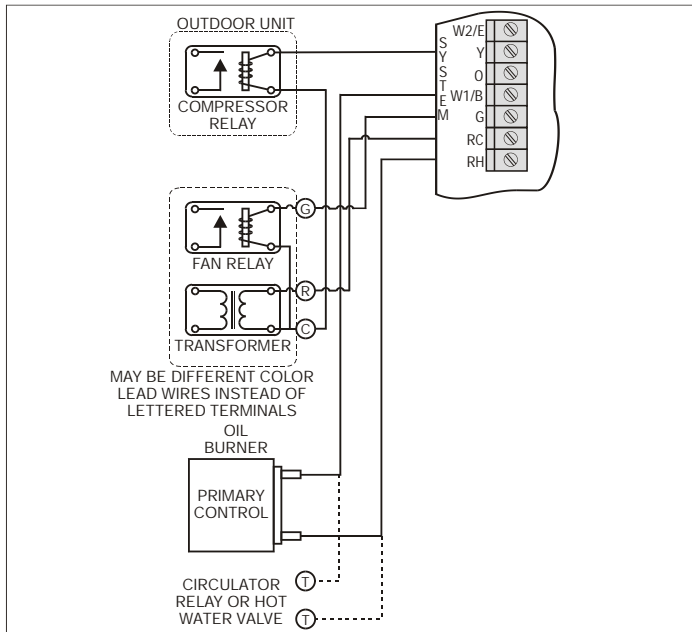 OUTDOOR UNIT
COMPRESSOR
RELAY
SYSTEM
W2/E
Y
O
W1/B
G
RC
RH
G
FAN RELAY
R
C
TRANSFORMER
MAY BE DIFFERENT COLOR
LEAD WIRES INSTEAD OF
LETTERED TERMINALS
OIL
BURNER
PRIMARY
CONTROL
CIRCULATOR
RELAY OR HOT
WATER VALVE
T
T